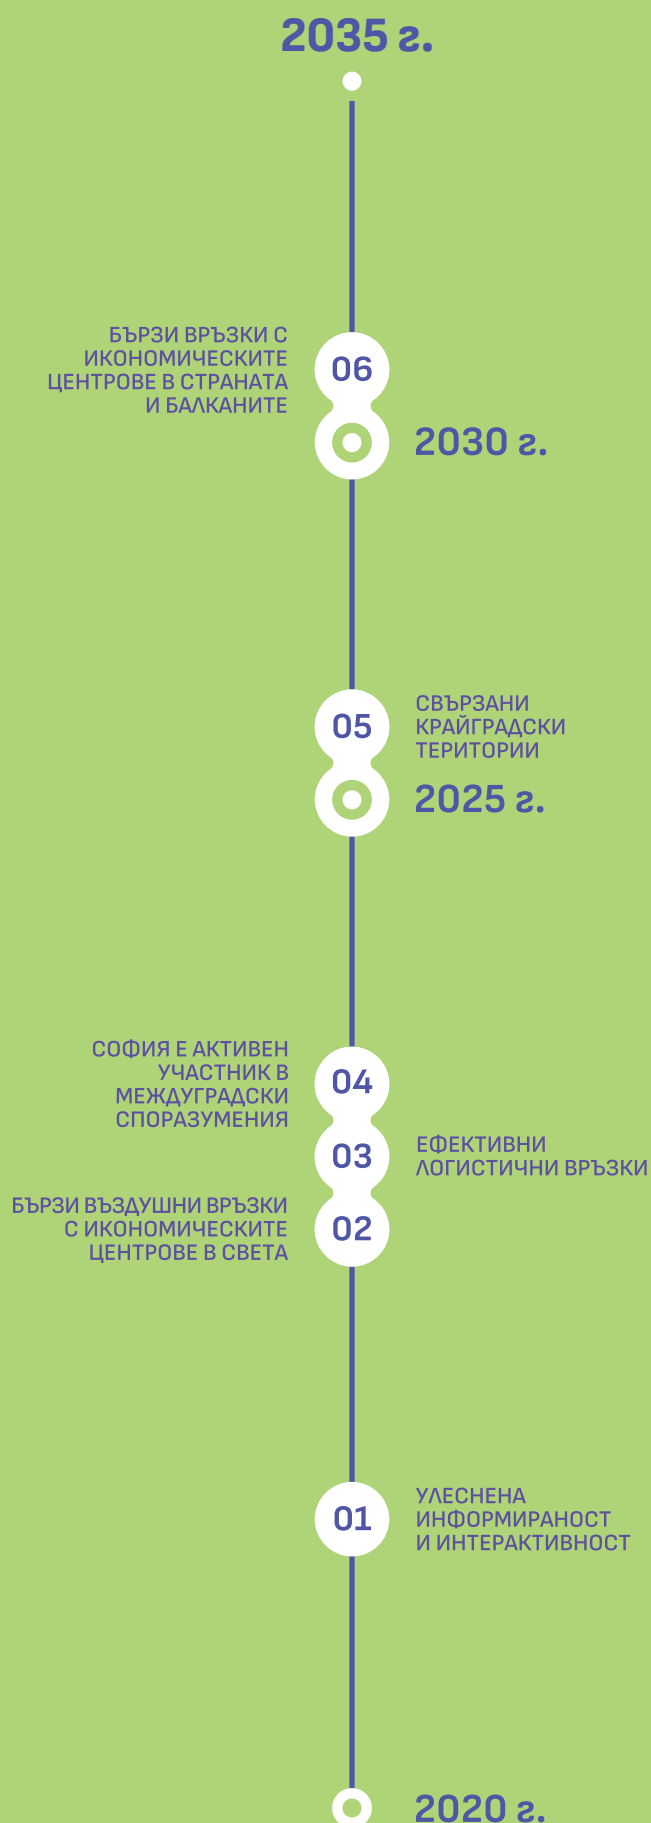 2035 г.
БЪРЗИ ВРЪЗКИ С
ИКОНОМИЧЕСКИТЕ
ЦЕНТРОВЕ В СТРАНАТА
И БАЛКАНИТЕ
06
2030 г.
05
СВЪРЗАНИ
КРАЙГРАДСКИ
ТЕРИТОРИИ
2025 г.
СОФИЯ Е АКТИВЕН
УЧАСТНИК В
МЕЖДУГРАДСКИ
СПОРАЗУМЕНИЯ
04
03
ЕФЕКТИВНИ
ЛОГИСТИЧНИ ВРЪЗКИ
БЪРЗИ ВЪЗДУШНИ ВРЪЗКИ
С ИКОНОМИЧЕСКИТЕ
ЦЕНТРОВЕ В СВЕТА
02
01
УЛЕСНЕНА
ИНФОРМИРАНОСТ
И ИНТЕРАКТИВНОСТ
2020 г.